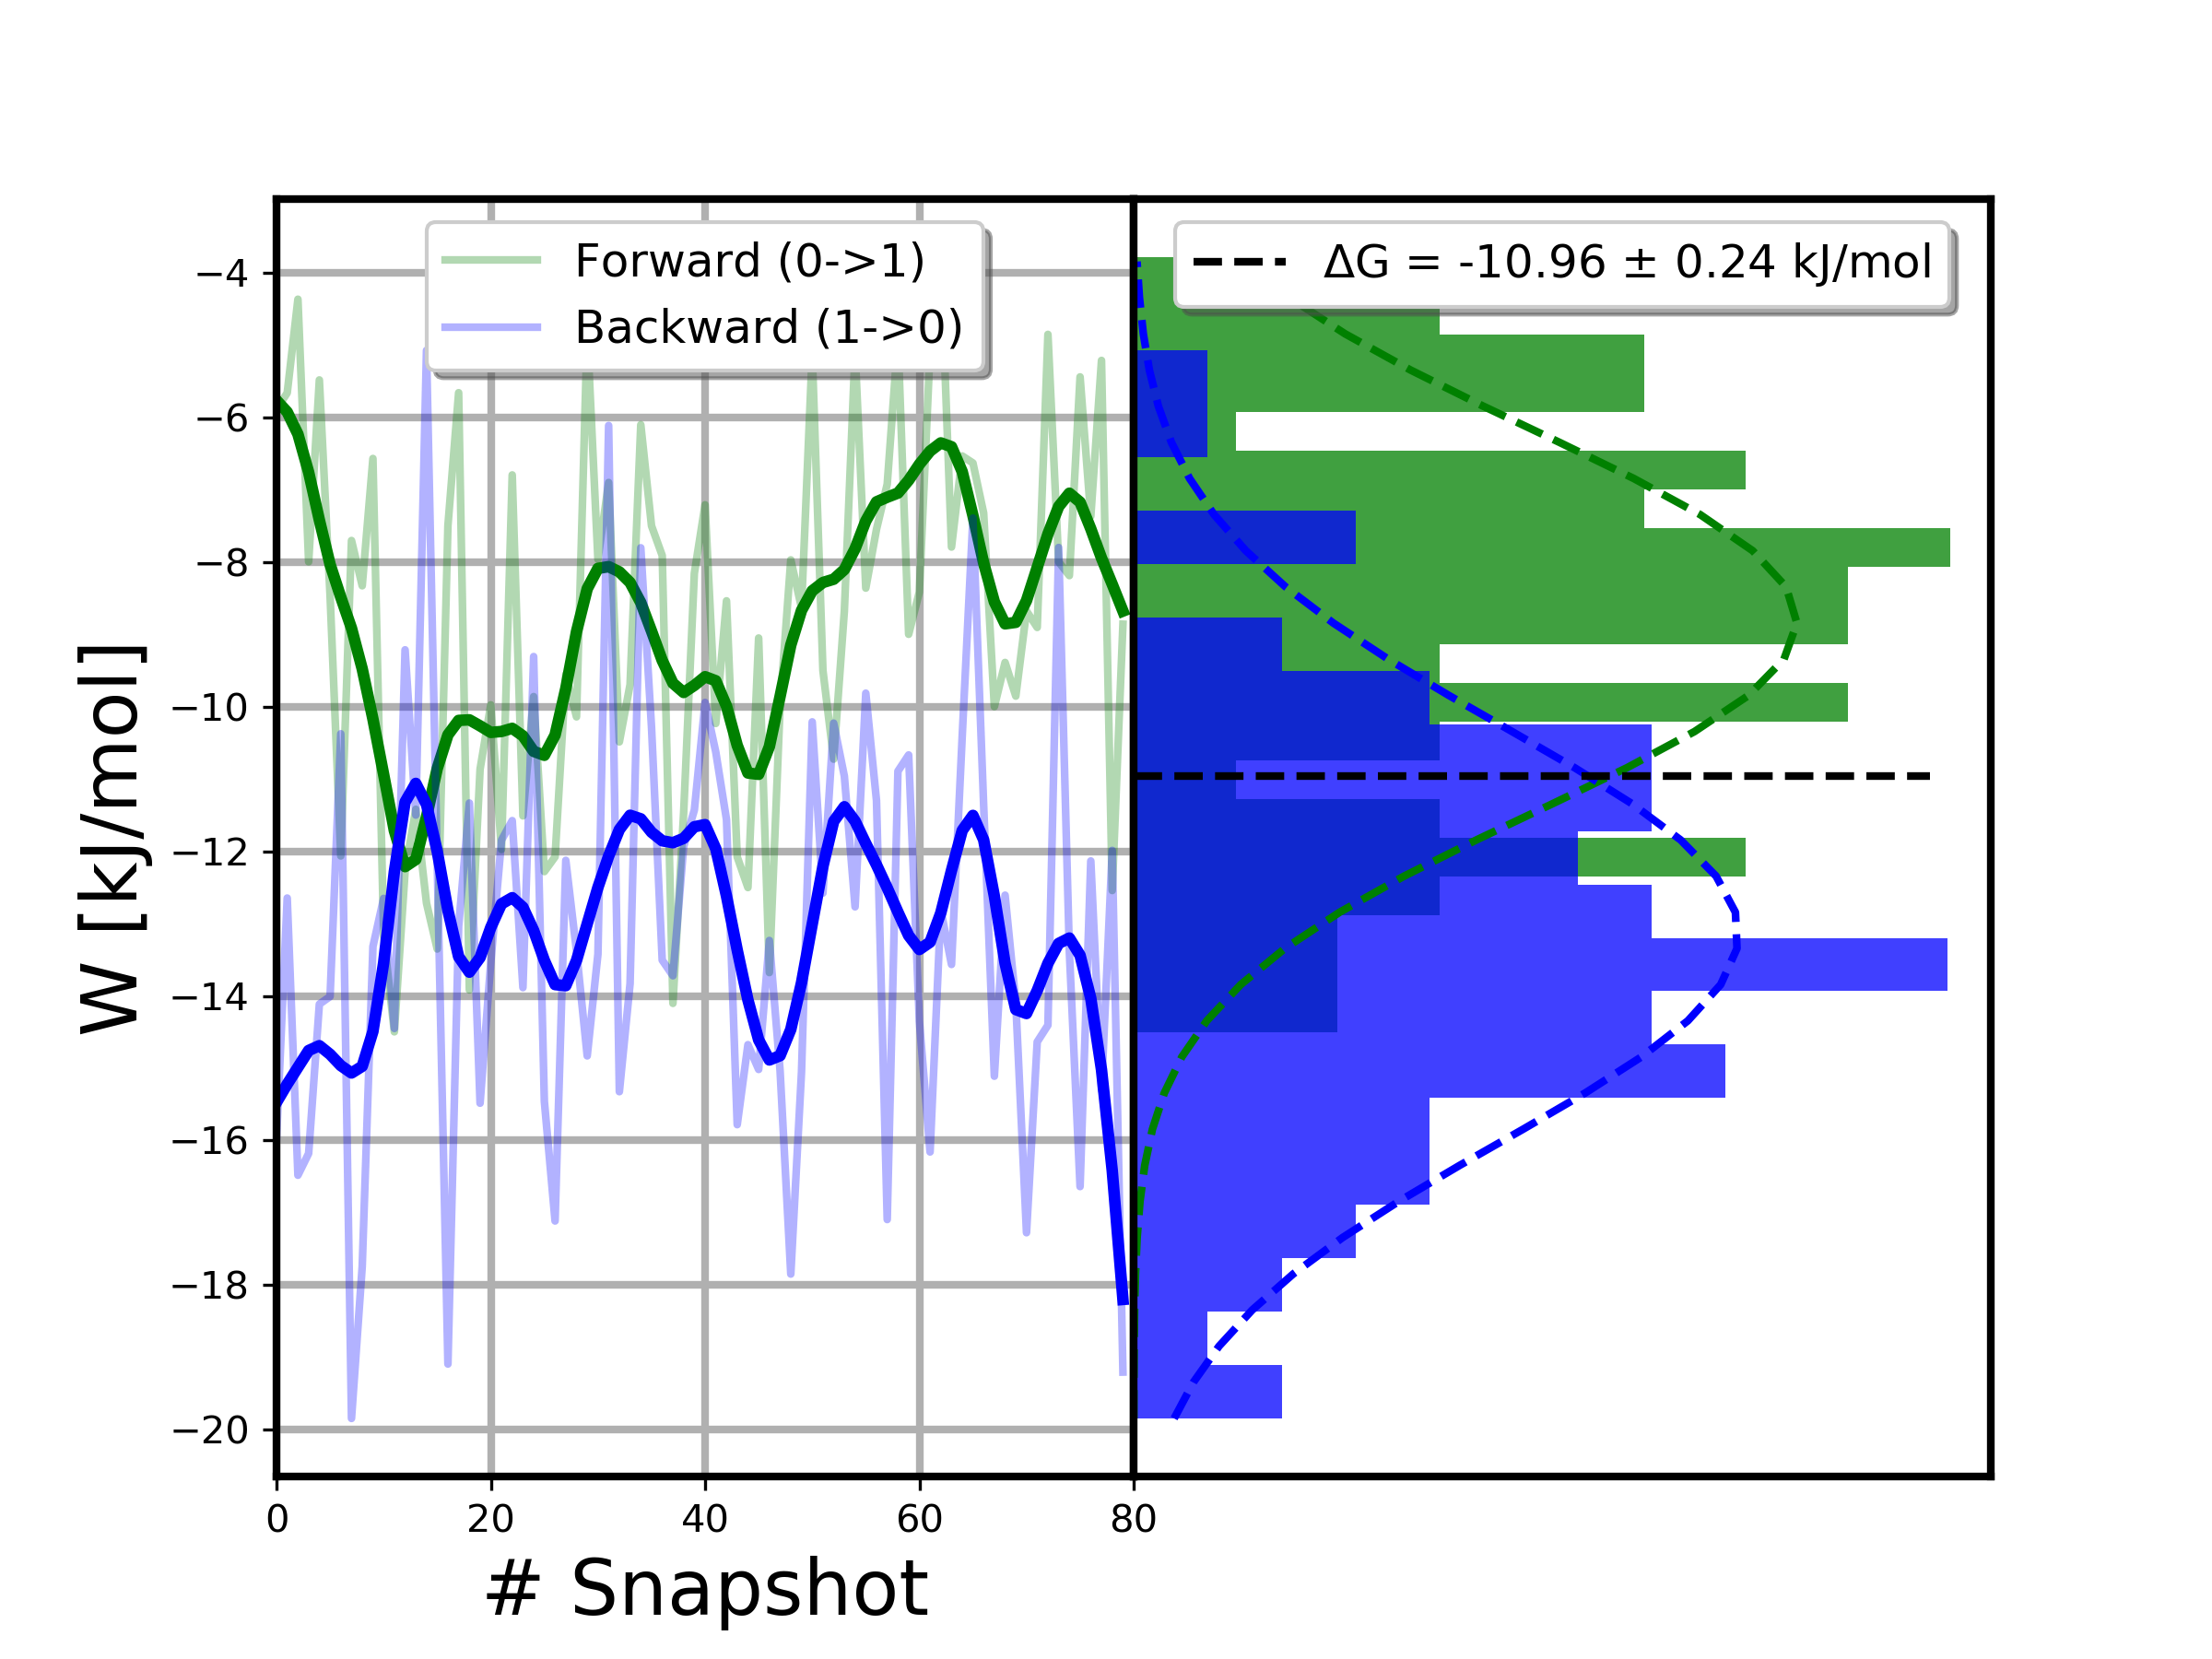 Forward (0->1)
Backward (1->0)
ΔG = -10.96 ± 0.24 kJ/mol
−4
−6
−8
−10
−12
−14
−16
−18
−20
W [kJ/mol]
0 20 40 60 80
# Snapshot